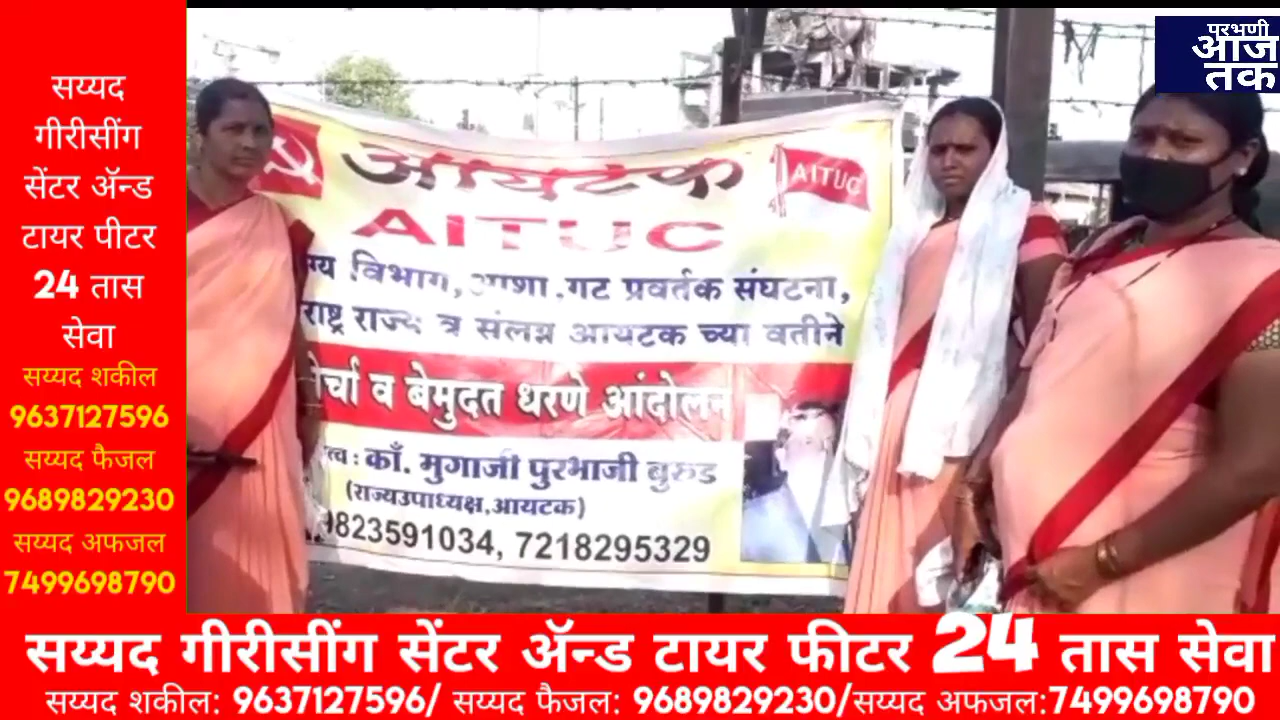 सय्यद
गीरीसींग
सेंटर ॲन्ड
टायर पीटर
24 तास
सेवा
सय्यद शकील
9637127596
सय्यद फैजल
9689829230
सय्यद अफजल
7499698790
परभणी
आज
तक
आयटक
AITUC
AITUC
विभाग, आशा .गट प्रवर्तक संघटना,
राज्य संलग्न आयटक च्या वतीने
व बेमुदत धरणे आंदोलन
: काँ. मुगाजी पुरभाजी बुरुड
(राज्यउपाध्यक्ष,आयटक)
9823591034, 7218295329
सय्यद गीरीसींग सेंटर ॲन्ड टायर फीटर 24 तास सेवा
सय्यद शकील: 9637127596/ सय्यद फैजल: 9689829230/सय्यद अफजल:7499698790